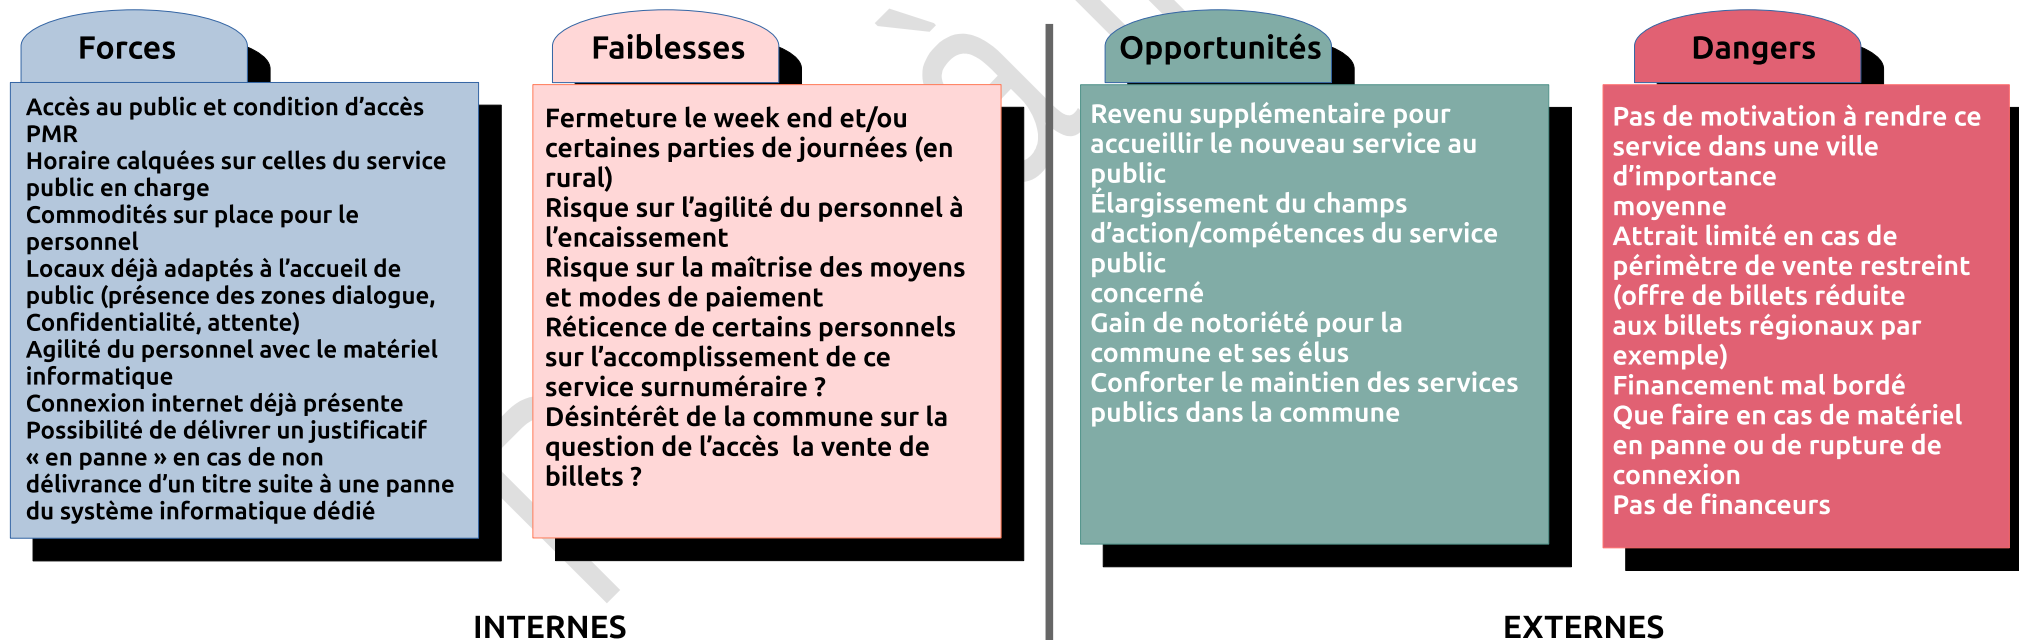 Forces
Accès au public et condition d’accès
PMR
Horaire calquées sur celles du service
public en charge
Commodités sur place pour le
personnel
Locaux déjà adaptés à l’accueil de
public (présence des zones dialogue,
Confidentialité, attente)
Agilité du personnel avec le matériel
informatique
Connexion internet déjà présente
Possibilité de délivrer un justificatif
« en panne » en cas de non
délivrance d’un titre suite à une panne
du système informatique dédié
Faiblesses
Fermeture le week end et/ou
certaines parties de journées (en
rural)
Risque sur l’agilité du personnel à
l’encaissement
Risque sur la maîtrise des moyens
et modes de paiement
Réticence de certains personnels
sur l’accomplissement de ce
service surnuméraire ?
Désintérêt de la commune sur la
question de l’accès  la vente de
billets ?
INTERNES
Opportunités
Revenu supplémentaire pour
accueillir le nouveau service au
public
Élargissement du champs
d’action/compétences du service
public
concerné
Gain de notoriété pour la
commune et ses élus
Conforter le maintien des services
publics dans la commune
Dangers
Pas de motivation à rendre ce
service dans une ville
d’importance
moyenne
Attrait limité en cas de
périmètre de vente restreint
(offre de billets réduite
aux billets régionaux par
exemple)
Financement mal bordé
Que faire en cas de matériel
en panne ou de rupture de
connexion
Pas de financeurs
EXTERNES